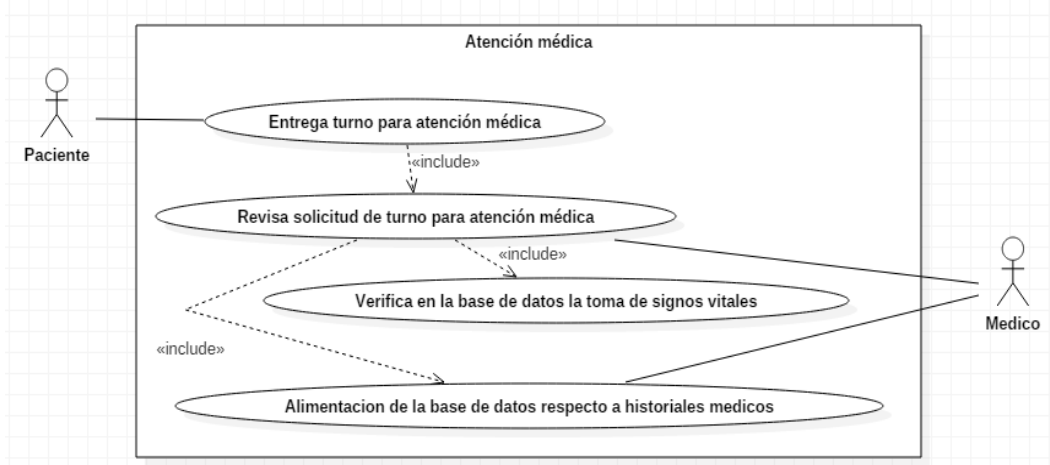 Atención médica
Entrega turno para atención médica
Paciente
«include»
Revisa solicitud de turno para atención médica
«include»
Verifica en la base de datos la toma de signos vitales
Medico
«include»
Alimentacion de la base de datos respecto a historiales medicos